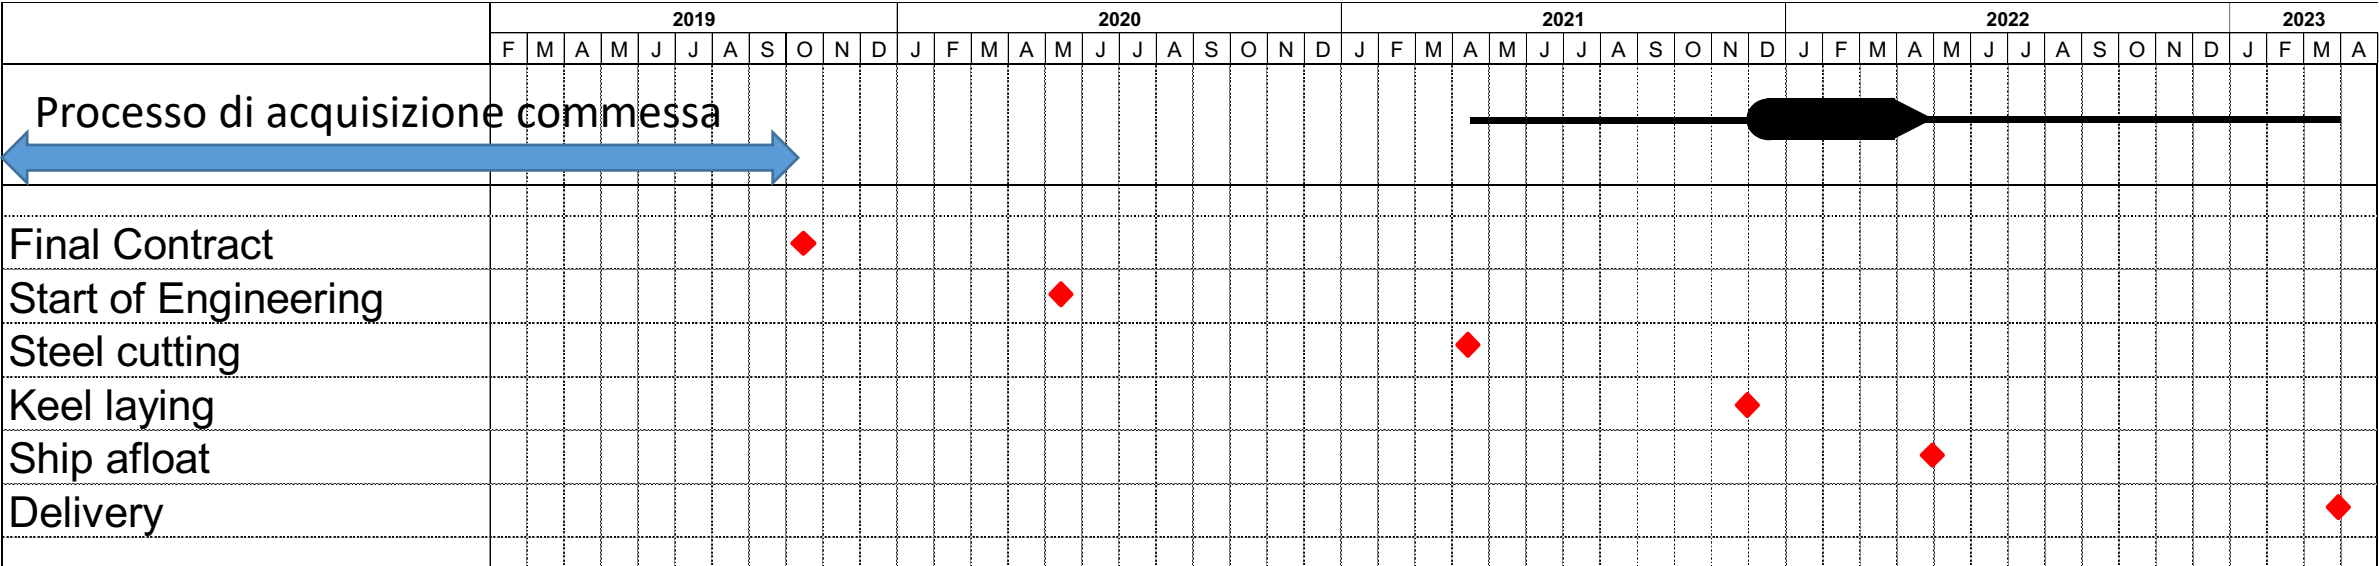 2019 2020 2021 2022 2023
F M A M J J A S O N D J F M A M J J A S O N D J F M A M J J A S O N D J F M A M J J A S O N D J F M A
Processo di acquisizione commessa
Final Contract
Start of Engineering
Steel cutting
Keel laying
Ship afloat
Delivery